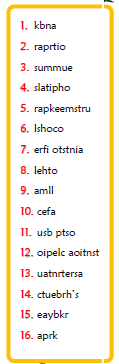 1. kbna
2. raprtio
3. summue
4. slatipho
5. rapkeemstru
6. lshoco
7. erfi otstnia
8. lehto
9. amll
10. cefa
11. usb ptso
12. oipelc aoitnst
13. uatnrtersa
14. ctuebrh's
15. eaybkr
16. aprk